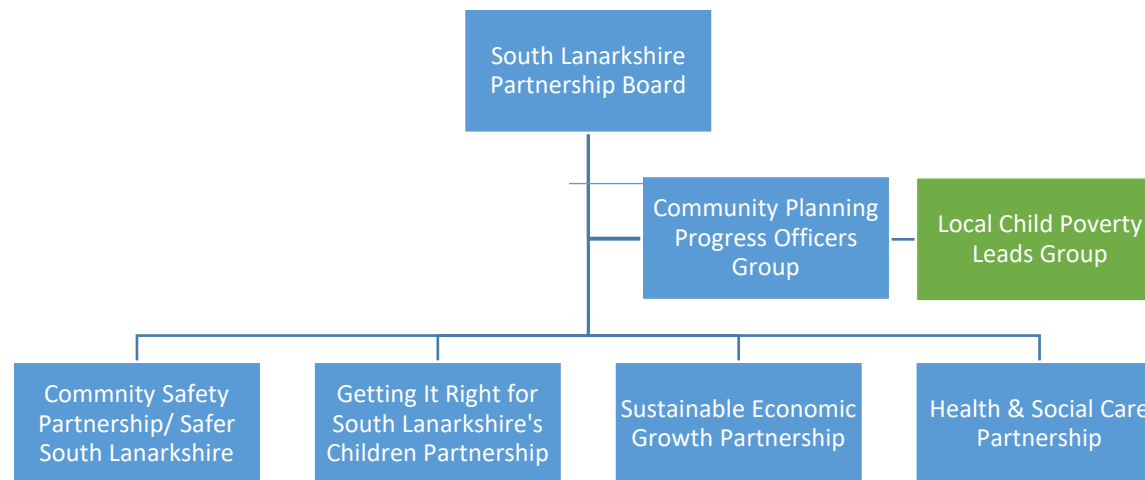 South Lanarkshire
Partnership Board
Community Planning
Progress Officers
Group
Local Child Poverty
Leads Group
Commnity Safety
Partnership/ Safer
South Lanarkshire
Getting It Right for
South Lanarkshire's
Children Partnership
Sustainable Economic
Growth Partnership
Health & Social Care
Partnership